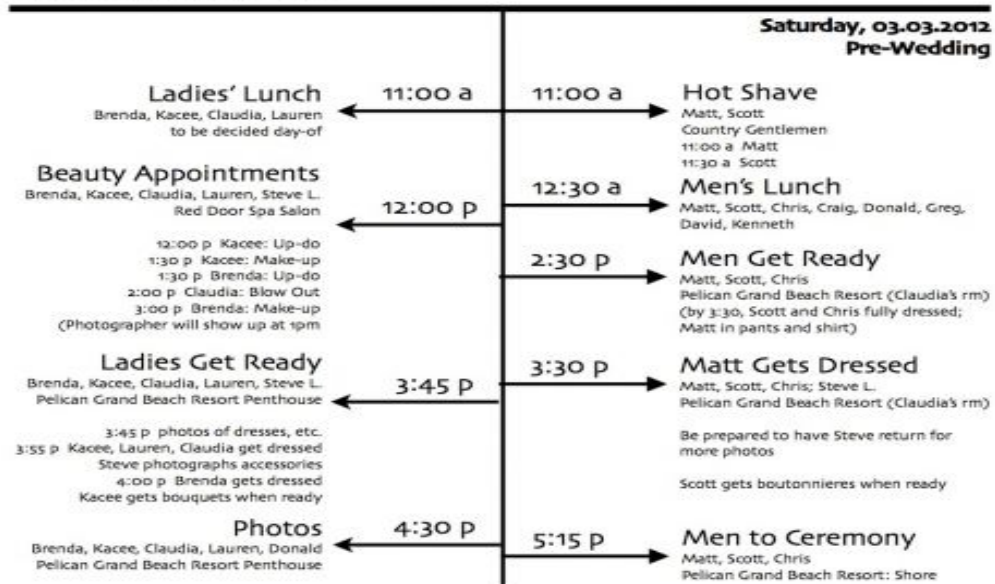 Saturday, 03.03.2012
Pre-Wedding
Ladies' Lunch
Brenda, Kacee, Claudia, Lauren
to be decided day-of
11:00 a
11:00 a
Hot Shave
Matt, Scott
Country Gentlemen
11:00 a Matt
11:30 a Scott
Beauty Appointments
Brenda, Kacee, Claudia, Lauren, Steve L.
Red Door Spa Salon
12:00 p
12:00 p Kacee: Up-do
1:30 p Kacee: Make-up
1:30 p Brenda: Up-do
2:00 p Claudia: Blow Out
3:00 p Brenda: Make-up
(Photographer will show up at 1pm
12:30 a
Men's Lunch
Matt, Scott, Chris, Craig, Donald, Greg,
David, Kenneth
2:30 p
Men Get Ready
Matt, Scott, Chris
Pelican Grand Beach Resort (Claudia's rm)
(by 3:30, Scott and Chris fully dressed;
Matt in pants and shirt)
Ladies Get Ready
Brenda, Kacee, Claudia, Lauren, Steve L.
Pelican Grand Beach Resort Penthouse
3:45 p
3:45 p photos of dresses, etc.
3:55 p Kacee, Lauren, Claudia get dressed
Steve photographs accessories
4:00 p Brenda gets dressed
Kacee gets bouquets when ready
3:30 p
Matt Gets Dressed
Matt, Scott, Chris; Steve L.
Pelican Grand Beach Resort (Claudia's rm)
Be prepared to have Steve return for
more photos
Scott gets boutonnieres when ready
Photos
Brenda, Kacee, Claudia, Lauren, Donald
Pelican Grand Beach Resort Penthouse
4:30 p
5:15 p
Men to Ceremony
Matt, Scott, Chris
Pelican Grand Beach Resort: Shore